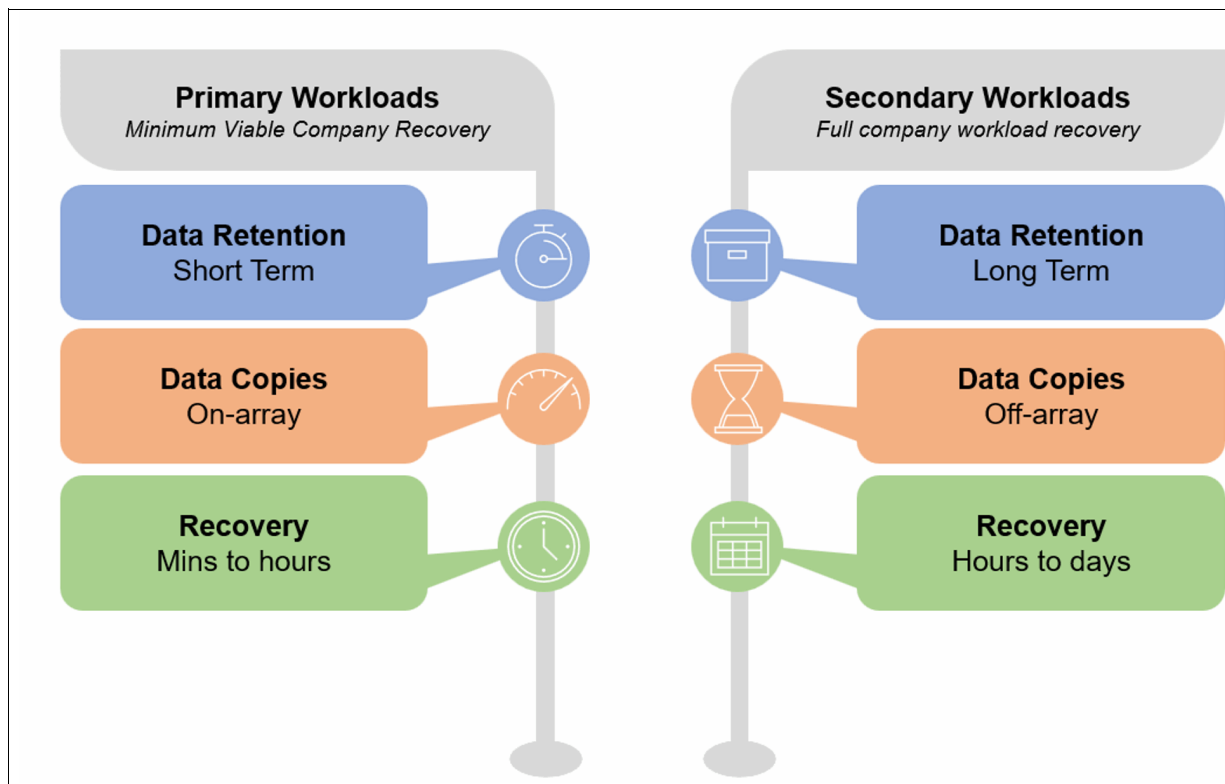 Primary Workloads
Minimum Viable Company Recovery
Data Retention
Short Term
Data Copies
On-array
Recovery
Mins to hours
Secondary Workloads
Full company workload recovery
Data Retention
Long Term
Data Copies
Off-array
Recovery
Hours to days